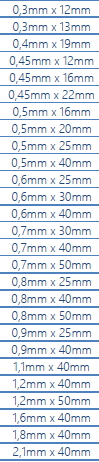 0,3mm x 12mm
0,3mm x 13mm
0,4mm x 19mm
0,45mm x 12mm
0,45mm x 16mm
0,45mm x 22mm
0,5mm x 16mm
0,5mm x 20mm
0,5mm x 25mm
0,5mm x 40mm
0,6mm x 25mm
0,6mm x 30mm
0,6mm x 40mm
0,7mm x 30mm
0,7mm x 40mm
0,7mm x 50mm
0,8mm x 25mm
0,8mm x 40mm
0,8mm x 50mm
0,9mm x 25mm
0,9mm x 40mm
1,1mm x 40mm
1,2mm x 40mm
1,2mm x 50mm
1,6mm x 40mm
1,8mm x 40mm
2,1mm x 40mm